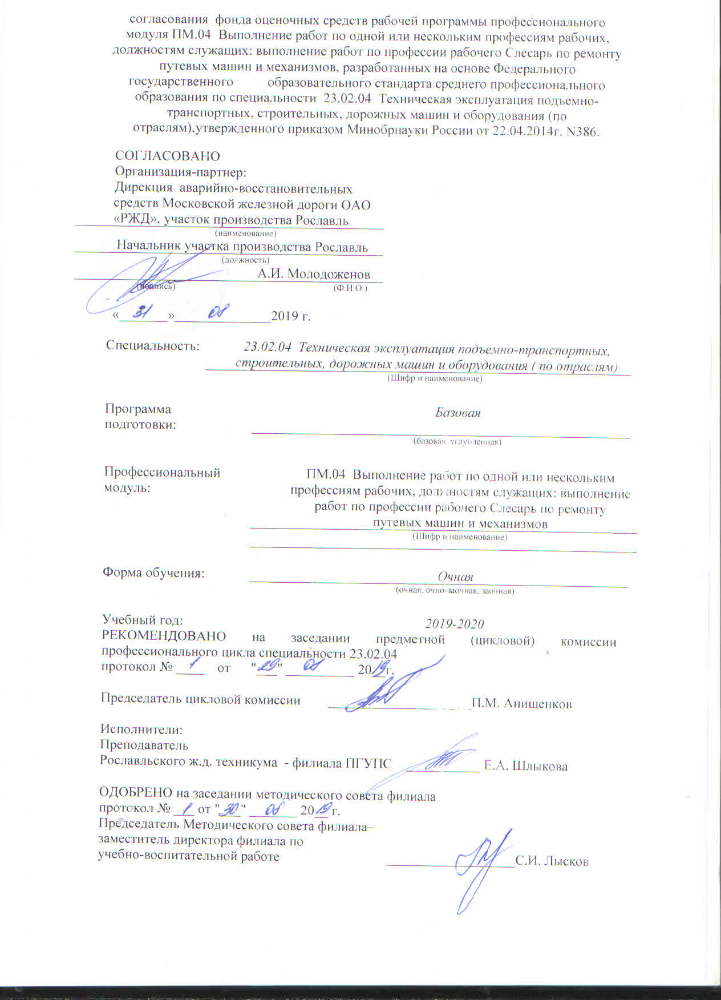 согласования фонда оценочных средств рабочей программы профессионального
модуля ПМ.04 Выполнение работ по одной или нескольким профессиям рабочих,
должностям служащих: выполнение работ по профессии рабочего Слесарь по ремонту
путевых машин и механизмов, разработанных на основе Федерального
государственного образовательного стандарта среднего профессионального
образования по специальности 23.02.04 Техническая эксплуатация подъемно-
транспортных, строительных, дорожных машин и оборудования (по
отраслям),утвержденного приказом Минобрнауки России от 22.04.2014г. N386.
СОГЛАСОВАНО
Организация-партнер:
Дирекция аварийно-восстановительных
средств Московской железной дороги ОАО
«РЖД», участок производства Рославль
(наименование)
Начальник участка производства Рославль
(должность)
А.И. Молодоженов
(подпись) (Ф.И.О.)
«31» 08 2019 г.
Специальность: 23.02.04 Техническая эксплуатация подъемно-транспортных,
строительных, дорожных машин и оборудования ( по отраслям)
(Шифр и наименование)
Программа Базовая
подготовки:
(базовая, углубленная)
Профессиональный ПМ.04 Выполнение работ по одной или нескольким
модуль: профессиям рабочих, должностям служащих: выполнение
работ по профессии рабочего Слесарь по ремонту
путевых машин и механизмов
(Шифр и наименование)
Форма обучения: Очная
(очная, очно-заочная, заочная)
Учебный год: 2019-2020
РЕКОМЕНДОВАНО на заседании предметной (цикловой) комиссии
профессионального цикла специальности 23.02.04
протокол № 1 от "29" 08 2019г.
Председатель цикловой комиссии П.М. Анищенков
Исполнители:
Преподаватель
Рославльского ж.д. техникума - филиала ПГУПС Е.А. Шлыкова
ОДОБРЕНО на заседании методического совета филиала
протокол № 1 от "30" 08 2019г.
Председатель Методического совета филиала–
заместитель директора филиала по
учебно-воспитательной работе С.И. Лысков